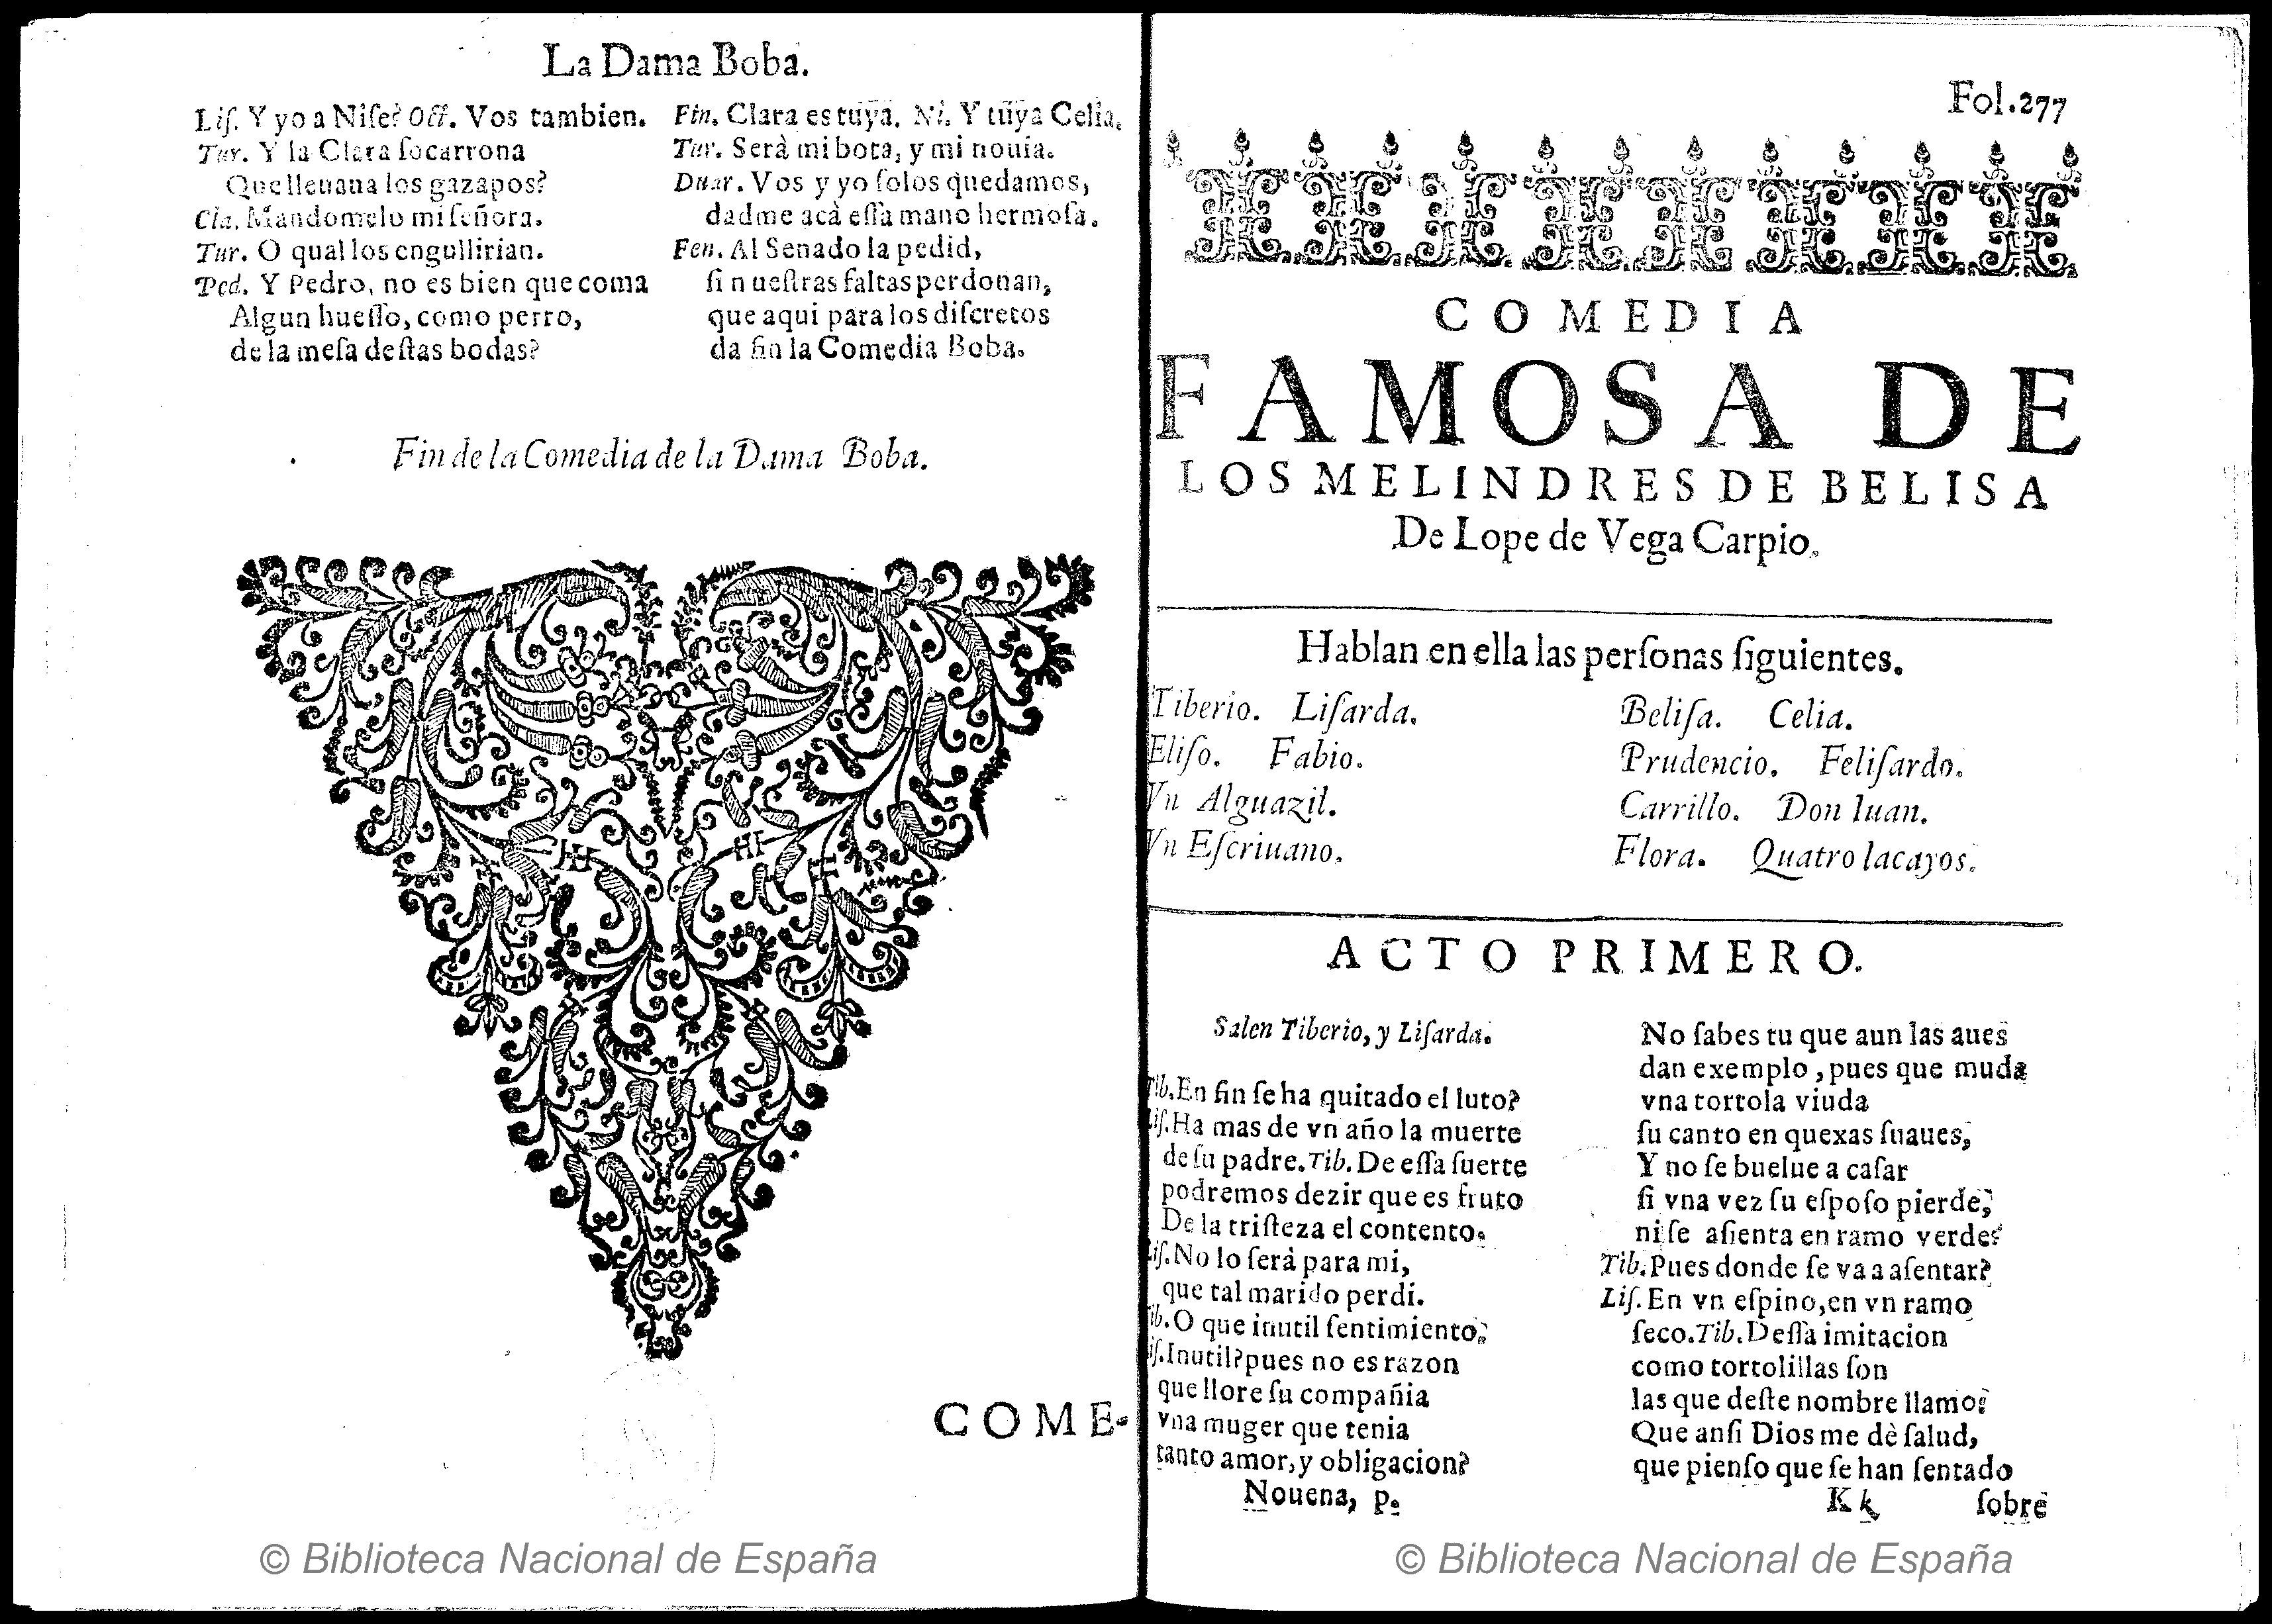 La Dama Boba.
Liſ. Y yo a Niſe? Oct. Vos tambien.
Tur. Y la Clara ſocarrona
Que lleuaua los gazapos?
Cla. Mandomelo mi ſeñora.
Tur. O qual los engullirian.
Ped. Y Pedro, no es bien que coma
Algun hueſſo, como perro,
de la meſa deſtas bodas?
Fin. Clara es tuya. Ni. Y tuya Celia.
Tur. Serà mi bota, y mi nouia.
Duar. Vos y yo ſolos quedamos,
dadme acà eſſa mano hermoſa.
Fen. Al Senado la pedid,
ſi nueſtras faltas perdonan,
que aqui para los diſcretos
da fin la Comedia Boba.
Fin de la Comedia de la Dama Boba.
COME-
© Biblioteca Nacional de España
Fol. 277
COMEDIA
FAMOSA DE
LOS MELINDRES DE BELISA
De Lope de Vega Carpio.
Hablan en ella las perſonas ſiguientes.
Tiberio. Liſarda.
Eliſo. Fabio.
Vn Alguazil.
Vn Eſcriuano.
Beliſa. Celia.
Prudencio. Feliſardo.
Carrillo. Don Iuan.
Flora. Quatro lacayos.
ACTO PRIMERO.
Salen Tiberio, y Liſarda.
Tib. En fin ſe ha quitado el luto?
Liſ. Ha mas de vn año la muerte
de ſu padre. Tib. De eſſa ſuerte
podremos dezir que es fruto
De la triſteza el contento.
Liſ. No lo ſerà para mi,
que tal marido perdi.
Tib. O que inutil ſentimiento.
Liſ. Inutil? pues no es razon
que llore ſu compañia
vna muger que tenia
tanto amor, y obligacion?
Nouena, p.
No ſabes tu que aun las aues
dan exemplo, pues que muda
vna tortola viuda
ſu canto en quexas ſuaues,
Y no ſe buelue a caſar
ſi vna vez ſu eſpoſo pierde,
ni ſe aſienta en ramo verde?
Tib. Pues donde ſe va a aſentar?
Liſ. En vn eſpino, en vn ramo
ſeco. Tib. Deſſa imitacion
como tortolillas ſon
las que deſte nombre llamo?
Que anſi Dios me dè ſalud,
que pienſo que ſe han ſentado
Kk ſobre
© Biblioteca Nacional de España